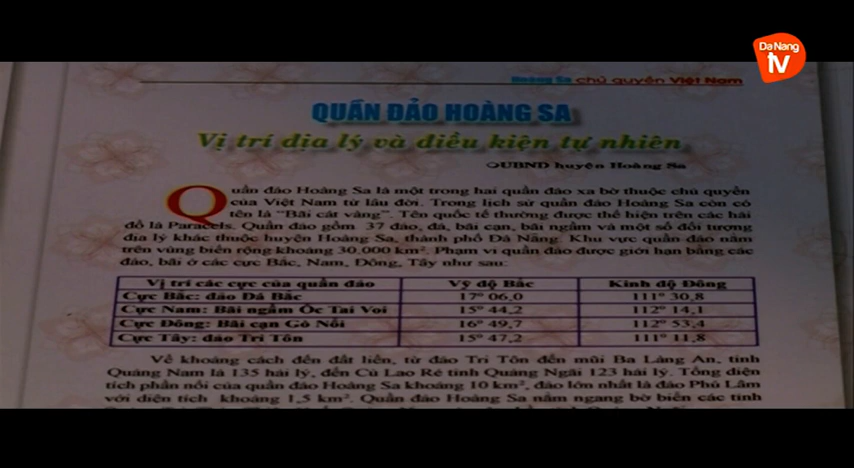 Da Nang
tv
Hoàng Sa chủ quyền Việt Nam
QUẦN ĐẢO HOÀNG SA
Vị trí địa lý và điều kiện tự nhiên
UBND huyện Hoàng Sa
Quần đảo Hoàng Sa là một trong hai quần đảo xa bờ thuộc chủ quyền
của Việt Nam từ lâu đời. Trong lịch sử quần đảo Hoàng Sa còn có
tên là "Bãi cát vàng". Tên quốc tế thường được thể hiện trên các hải
đồ là Paracels. Quần đảo gồm 37 đảo, đá, bãi cạn, bãi ngầm và một số đối tượng
địa lý khác thuộc huyện Hoàng Sa, thành phố Đà Nẵng. Khu vực quần đảo nằm
trên vùng biển rộng khoảng 30.000 km². Phạm vi quần đảo được giới hạn bằng các
đảo, bãi ở các cực Bắc, Nam, Đông, Tây như sau:
Vị trí các cực của quần đảo Vỹ độ Bắc Kinh độ Đông
Cực Bắc: đảo Đá Bắc 17° 06,0 111° 30,8
Cực Nam: Bãi ngầm Ốc Tai Voi 15° 44,2 112° 14,1
Cực Đông: Bãi cạn Gò Nổi 16° 49,7 112° 53,4
Cực Tây: đảo Tri Tôn 15° 47,2 111° 11,8
Về khoảng cách đến đất liền, từ đảo Tri Tôn đến mũi Ba Làng An, tỉnh
Quảng Nam là 135 hải lý, đến Cù Lao Ré tỉnh Quảng Ngãi 123 hải lý. Tổng diện
tích phần nổi của quần đảo Hoàng Sa khoảng 10 km², đảo lớn nhất là đảo Phú Lâm
với diện tích khoảng 1,5 km². Quần đảo Hoàng Sa nằm ngang bờ biển các tỉnh